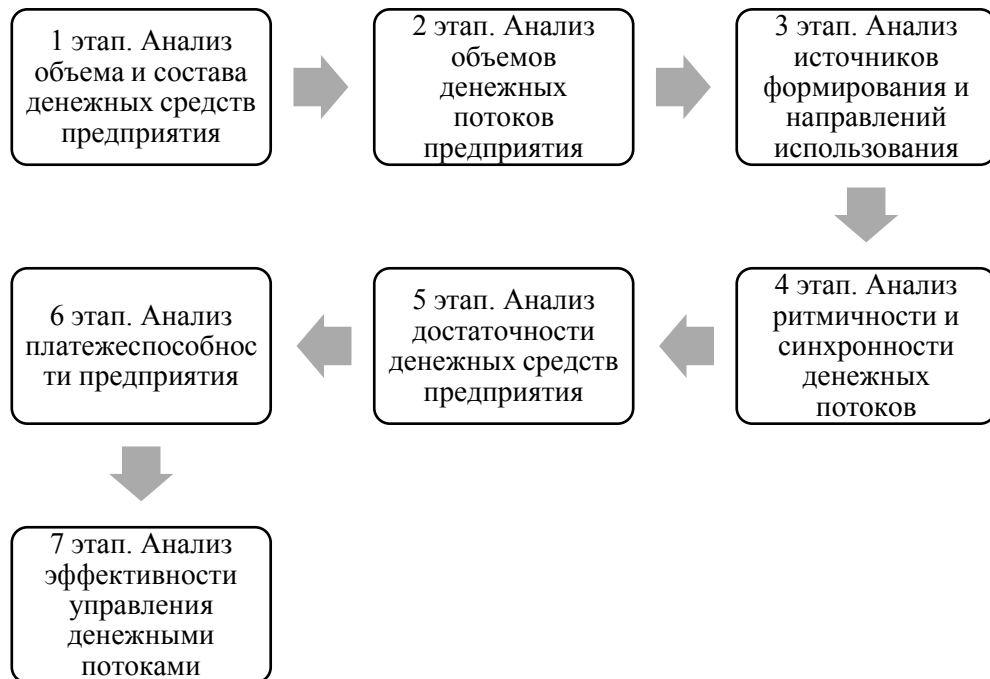 1 этап. Анализ
объема и состава
денежных средств
предприятия
2 этап. Анализ
объемов
денежных
потоков
предприятия
3 этап. Анализ
источников
формирования и
направлений
использования
4 этап. Анализ
ритмичности и
синхронности
денежных
потоков
5 этап. Анализ
достаточности
денежных средств
предприятия
6 этап. Анализ
платежеспособнос
ти предприятия
7 этап. Анализ
эффективности
управления
денежными
потоками